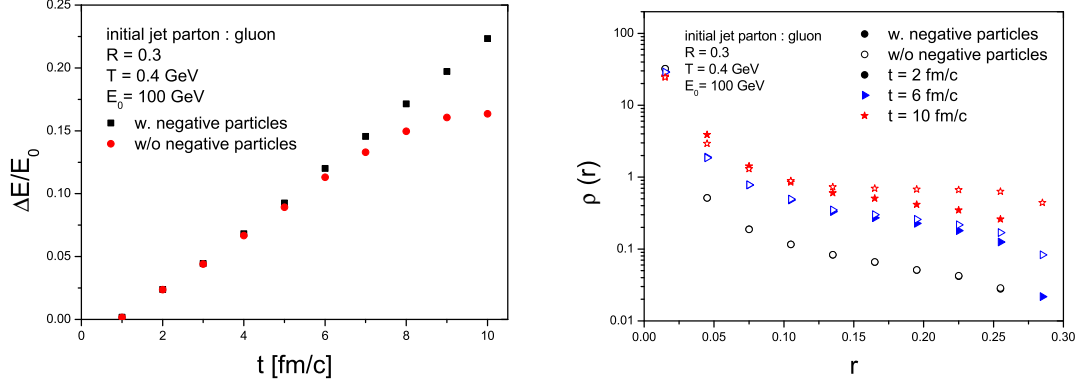 0.25
0.20
0.15
0.10
0.05
0.00
ΔE/E₀
initial jet parton : gluon
R = 0.3
T = 0.4 GeV
E₀= 100 GeV
w. negative particles
w/o negative particles
0 2 4 6 8 10
t [fm/c]
100
10
1
0.1
0.01
ρ (r)
initial jet parton : gluon
R = 0.3
T = 0.4 GeV
E₀= 100 GeV
w. negative particles
w/o negative particles
t = 2 fm/c
t = 6 fm/c
t = 10 fm/c
0.00 0.05 0.10 0.15 0.20 0.25 0.30
r